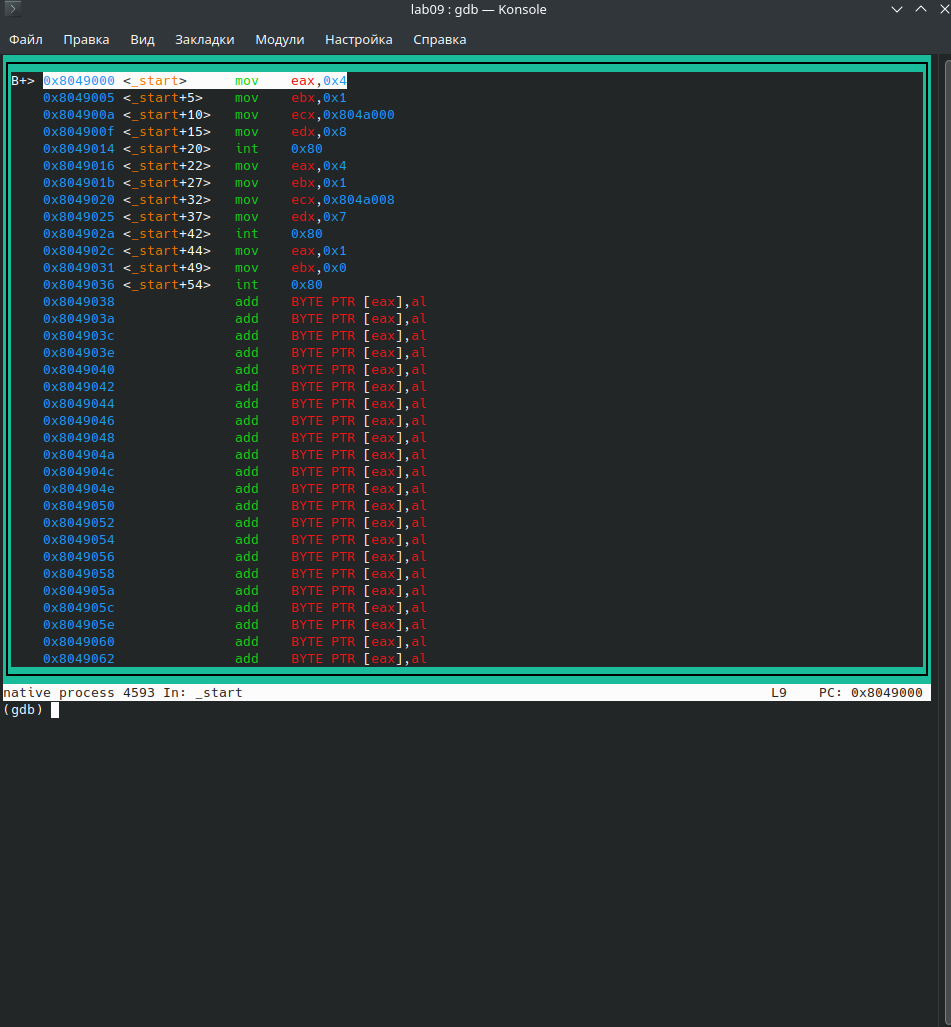 lab09 : gdb — Konsole
Файл Правка Вид Закладки Модули Настройка Справка
B+> 0x8049000 <_start> mov eax,0x4
0x8049005 <_start+5> mov ebx,0x1
0x804900a <_start+10> mov ecx,0x804a000
0x804900f <_start+15> mov edx,0x8
0x8049014 <_start+20> int 0x80
0x8049016 <_start+22> mov eax,0x4
0x804901b <_start+27> mov ebx,0x1
0x8049020 <_start+32> mov ecx,0x804a008
0x8049025 <_start+37> mov edx,0x7
0x804902a <_start+42> int 0x80
0x804902c <_start+44> mov eax,0x1
0x8049031 <_start+49> mov ebx,0x0
0x8049036 <_start+54> int 0x80
0x8049038 add BYTE PTR [eax],al
0x804903a add BYTE PTR [eax],al
0x804903c add BYTE PTR [eax],al
0x804903e add BYTE PTR [eax],al
0x8049040 add BYTE PTR [eax],al
0x8049042 add BYTE PTR [eax],al
0x8049044 add BYTE PTR [eax],al
0x8049046 add BYTE PTR [eax],al
0x8049048 add BYTE PTR [eax],al
0x804904a add BYTE PTR [eax],al
0x804904c add BYTE PTR [eax],al
0x804904e add BYTE PTR [eax],al
0x8049050 add BYTE PTR [eax],al
0x8049052 add BYTE PTR [eax],al
0x8049054 add BYTE PTR [eax],al
0x8049056 add BYTE PTR [eax],al
0x8049058 add BYTE PTR [eax],al
0x804905a add BYTE PTR [eax],al
0x804905c add BYTE PTR [eax],al
0x804905e add BYTE PTR [eax],al
0x8049060 add BYTE PTR [eax],al
0x8049062 add BYTE PTR [eax],al
native process 4593 In: _start L9 PC: 0x8049000
(gdb)